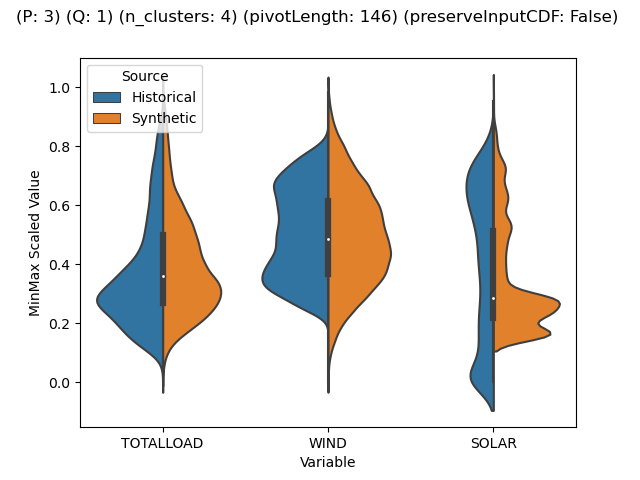 (P: 3) (Q: 1) (n_clusters: 4) (pivotLength: 146) (preserveInputCDF: False)
Source
Historical
Synthetic
MinMax Scaled Value
1.0
0.8
0.6
0.4
0.2
0.0
TOTALLOAD WIND SOLAR
Variable